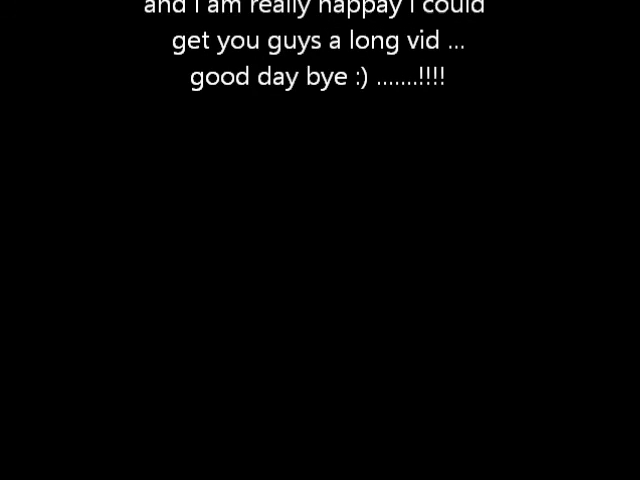 and i am really happay i could
get you guys a long vid ...
good day bye :) .......!!!!